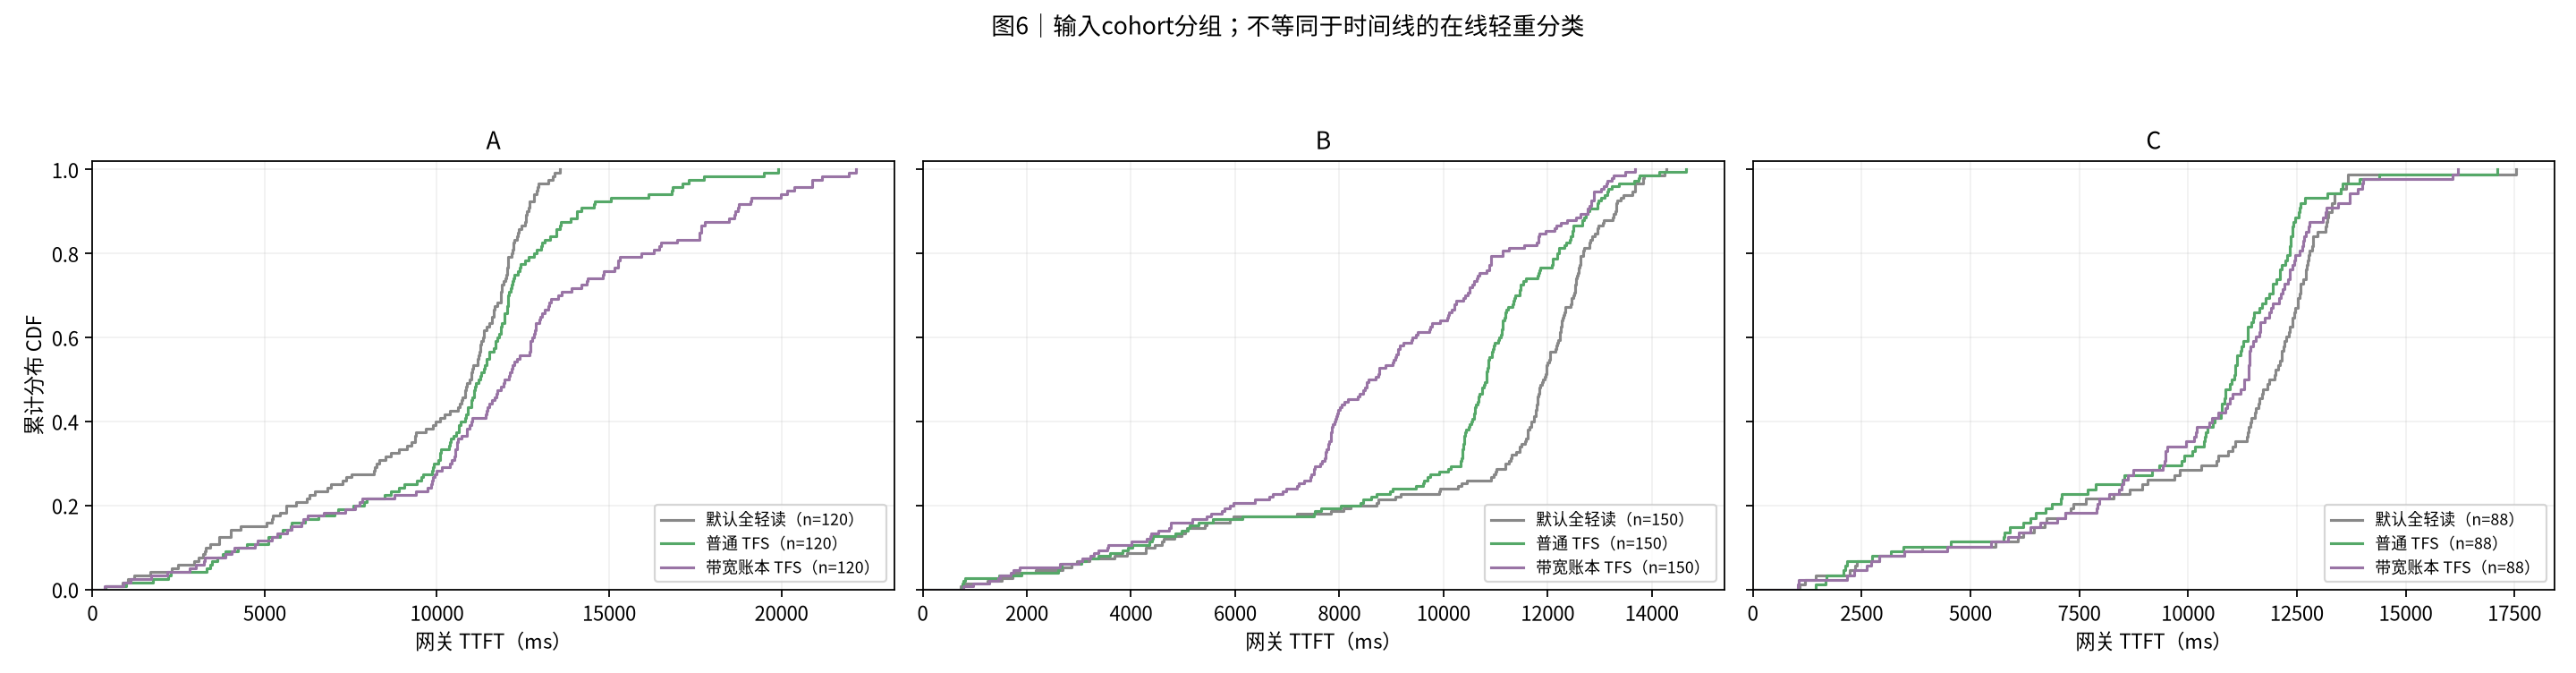 图6｜输入cohort分组；不等同于时间线的在线轻重分类
A
累计分布 CDF
1.0
0.8
0.6
0.4
0.2
0.0
0
5000
10000
15000
20000
网关 TTFT（ms）
默认全轻读（n=120）
普通 TFS（n=120）
带宽账本 TFS（n=120）
B
0
2000
4000
6000
8000
10000
12000
14000
网关 TTFT（ms）
默认全轻读（n=150）
普通 TFS（n=150）
带宽账本 TFS（n=150）
C
0
2500
5000
7500
10000
12500
15000
17500
网关 TTFT（ms）
默认全轻读（n=88）
普通 TFS（n=88）
带宽账本 TFS（n=88）